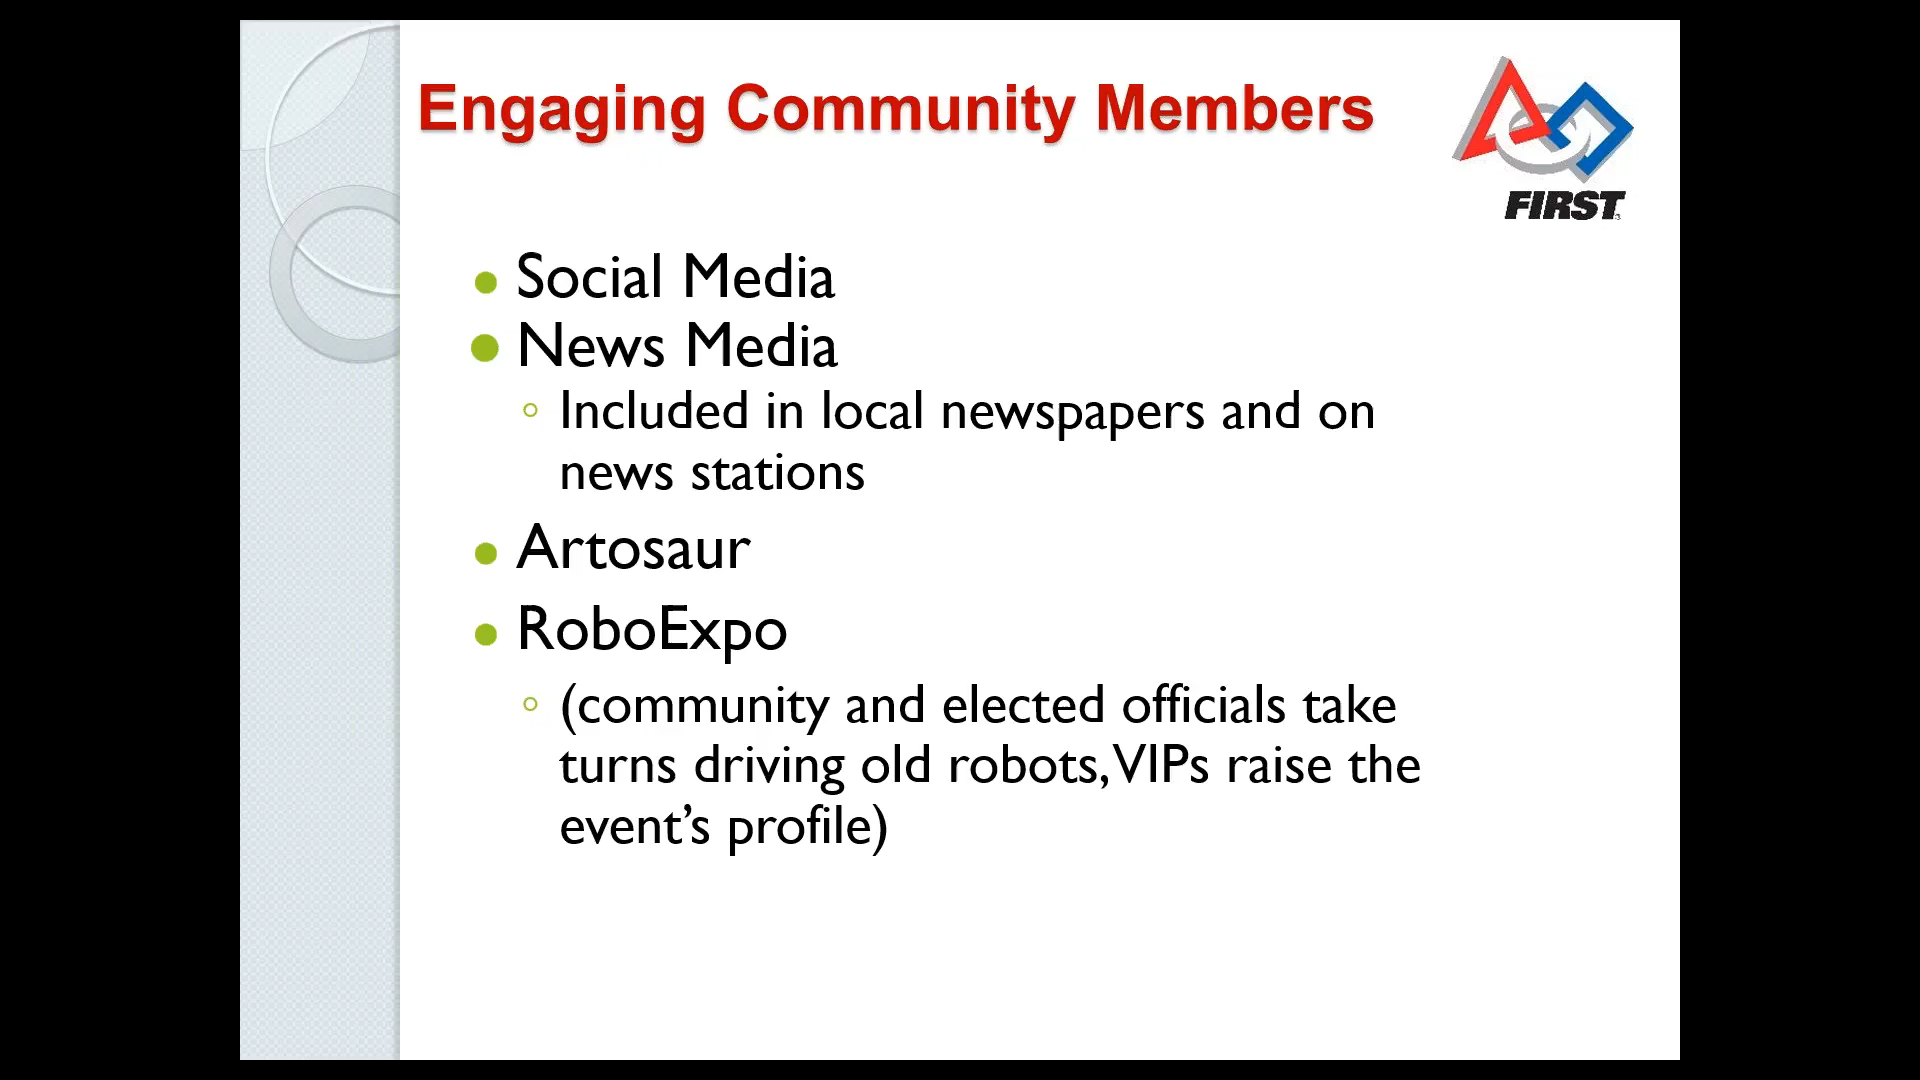 Engaging Community Members
FIRST
Social Media
News Media
Included in local newspapers and on
news stations
Artosaur
RoboExpo
(community and elected officials take
turns driving old robots, VIPs raise the
event’s profile)